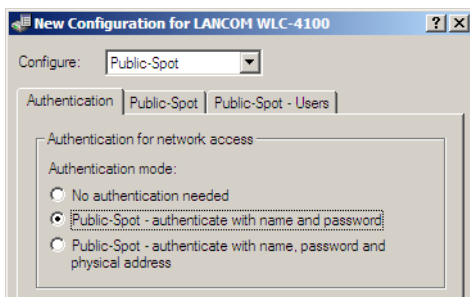 New Configuration for LANCOM WLC-4100
Configure: Public-Spot
Authentication Public-Spot Public-Spot - Users
Authentication for network access
Authentication mode:
No authentication needed
Public-Spot - authenticate with name and password
Public-Spot - authenticate with name, password and
physical address